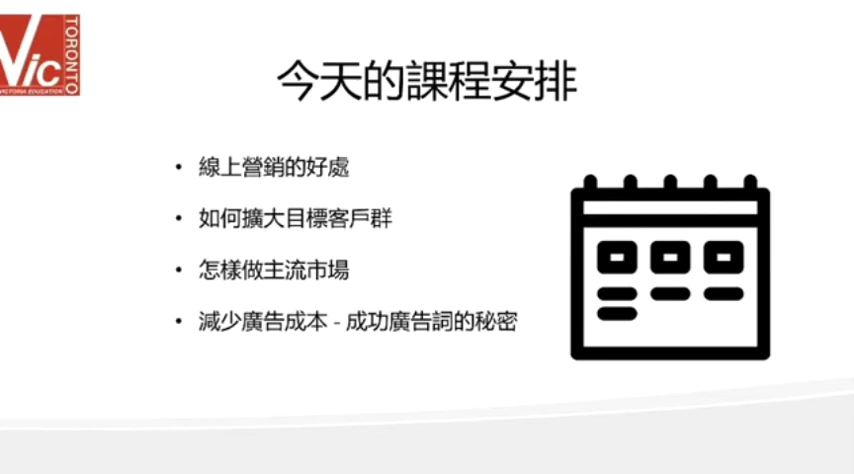 Vic
TORONTO
VICTORIA EDUCATION
今天的課程安排
• 線上營銷的好處
• 如何擴大目標客戶群
• 怎樣做主流市場
• 減少廣告成本 - 成功廣告詞的秘密